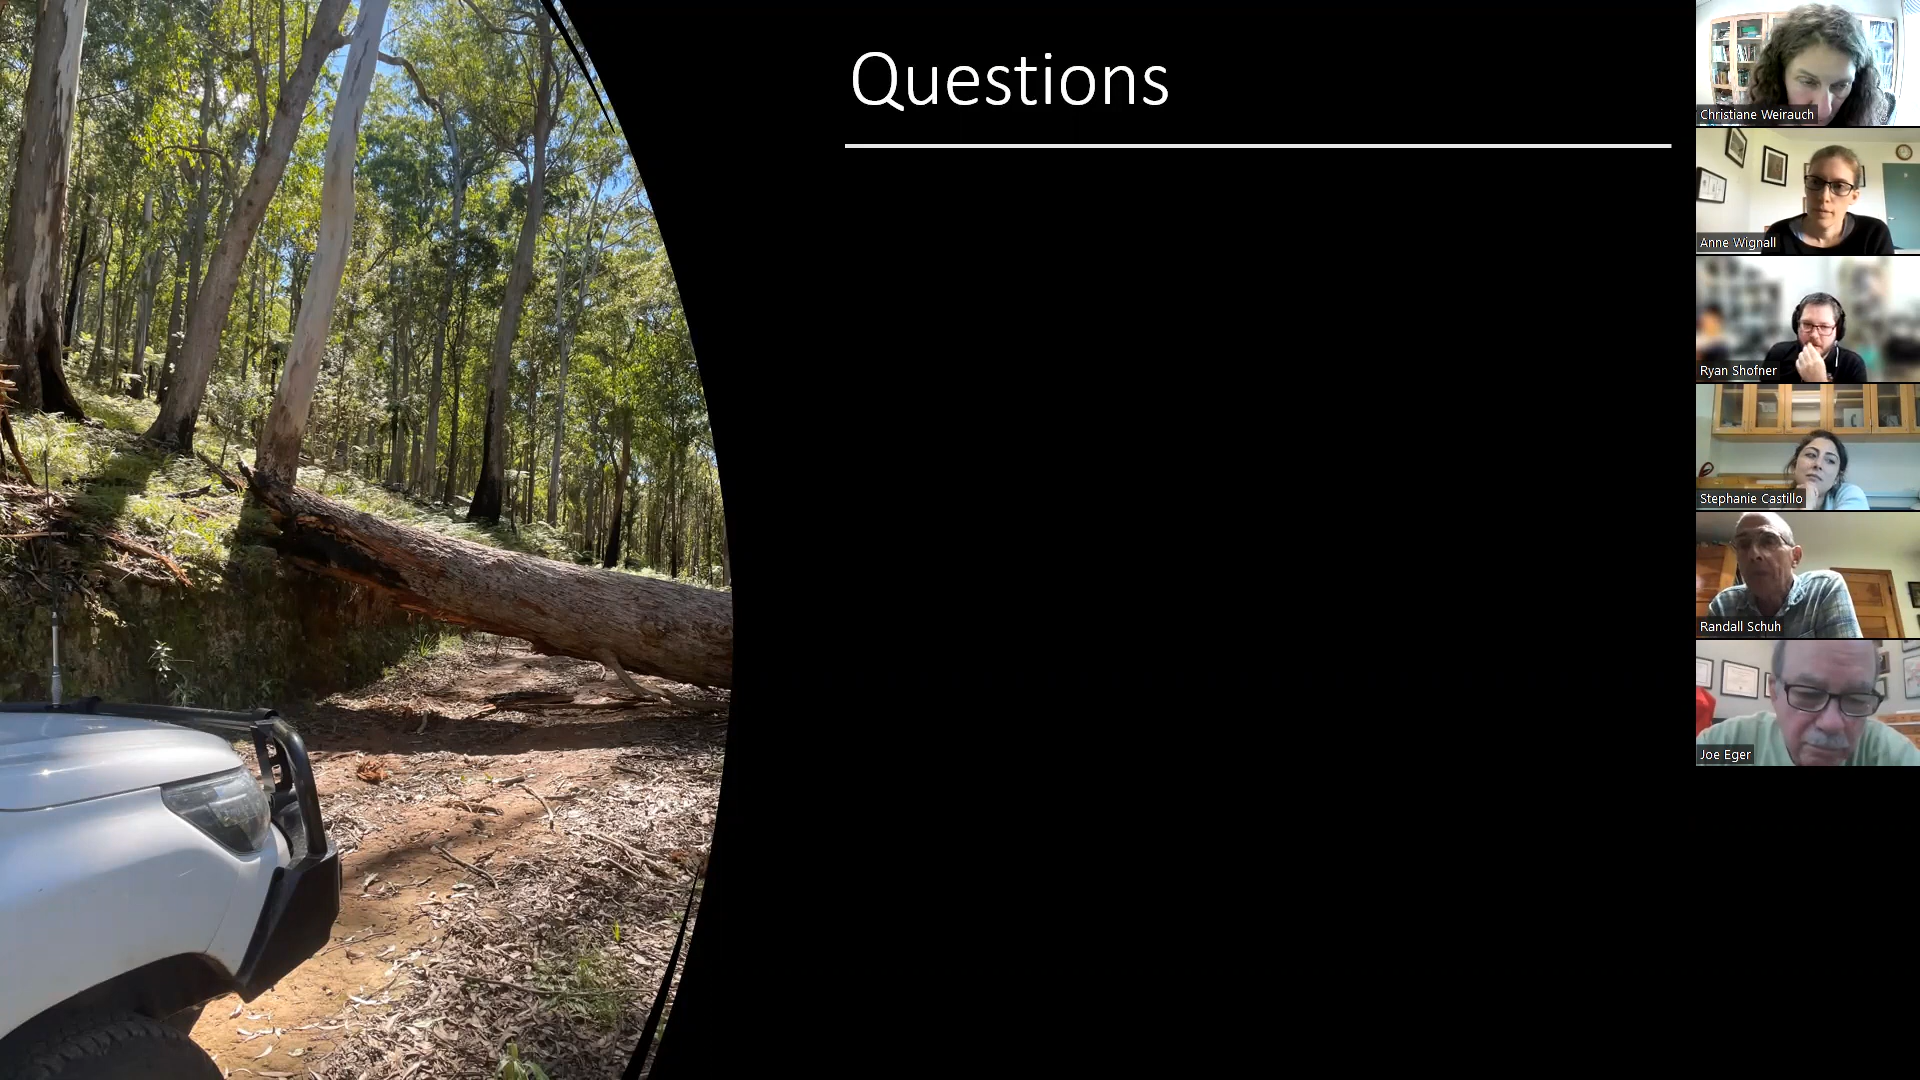 Questions
Christiane Weirauch
Anne Wignall
Ryan Shofner
Stephanie Castillo
Randall Schuh
Joe Eger